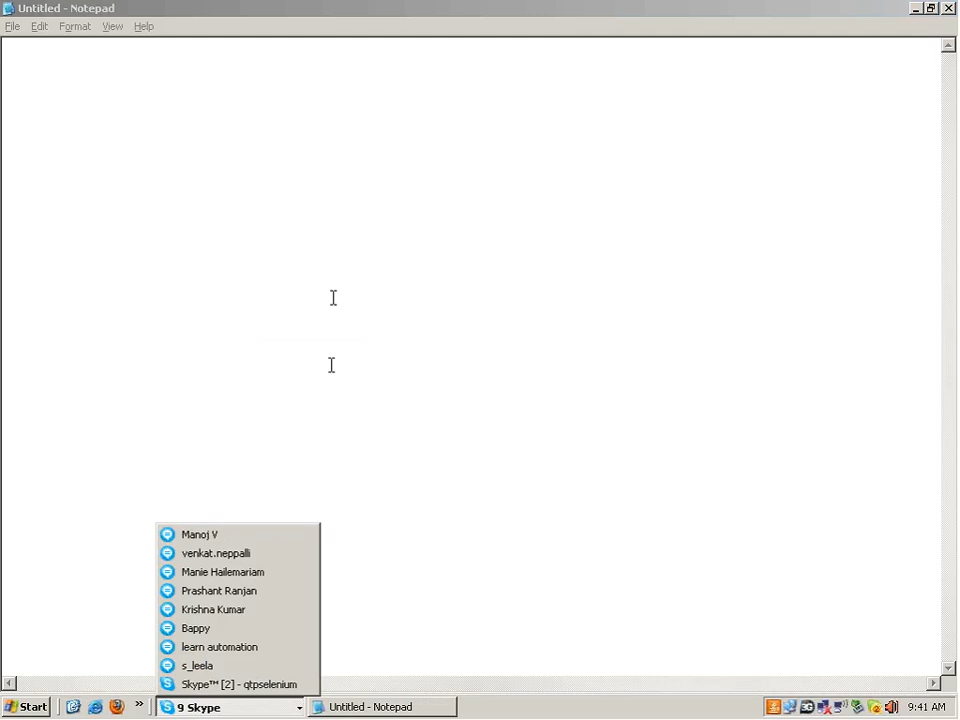 Untitled - Notepad
File Edit Format View Help
Manoj V
venkat.neppalli
Manie Hailemariam
Prashant Ranjan
Krishna Kumar
Bappy
learn automation
s_leela
Skype™ [2] - qtpselenium
Start » 9 Skype Untitled - Notepad 9:41 AM